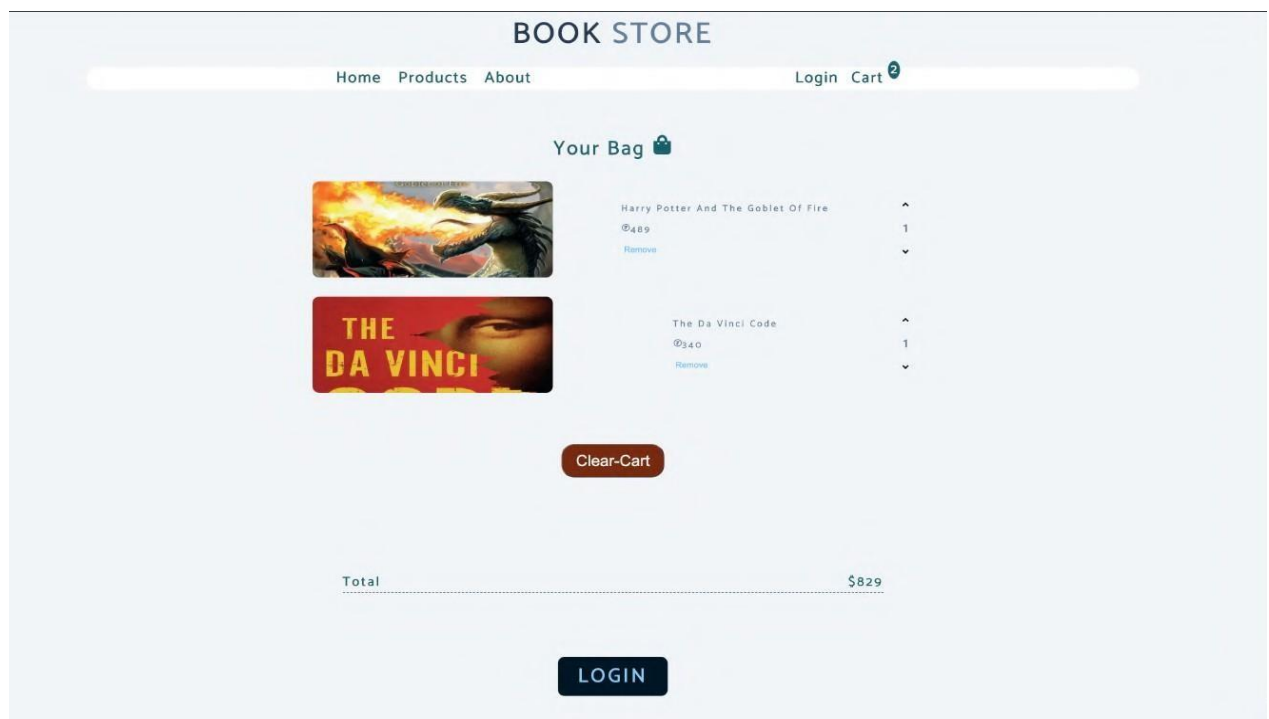 BOOK STORE
Home Products About Login Cart 2
Your Bag
Harry Potter And The Goblet Of Fire
℗489
1
Remove
THE
DA VINCI
The Da Vinci Code
℗340
1
Remove
Clear-Cart
Total $829
LOGIN